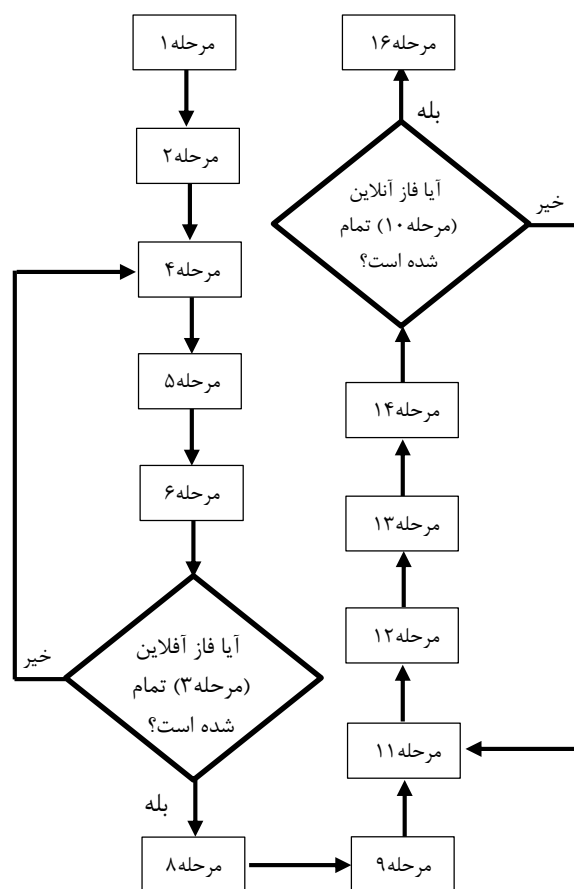 مرحله۱
مرحله۲
مرحله۴
مرحله۵
مرحله۶
آیا فاز آفلاین
(مرحله۳) تمام
شده است؟
خیر
بله
مرحله۸
مرحله۹
مرحله۱۱
مرحله۱۲
مرحله۱۳
مرحله۱۴
آیا فاز آنلاین
(مرحله۱۰) تمام
شده است؟
خیر
بله
مرحله۱۶